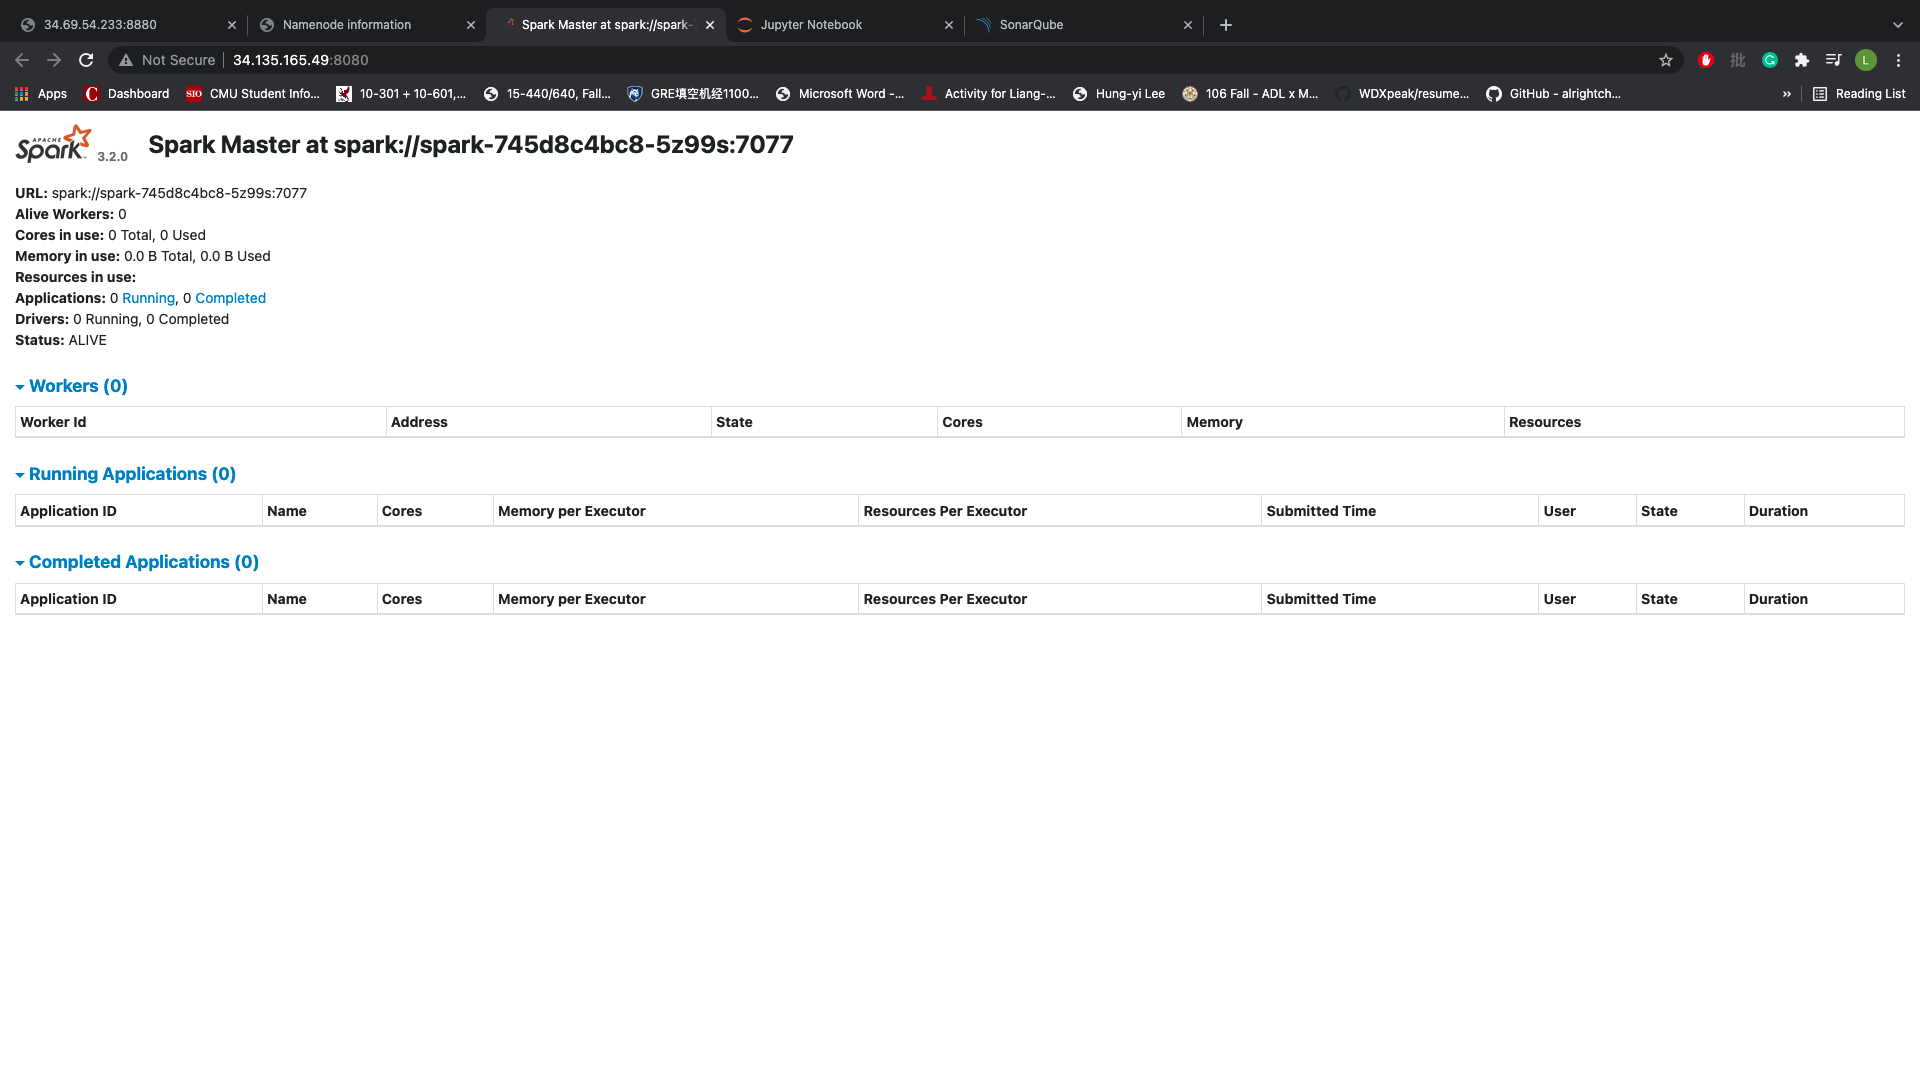 34.69.54.233:8880
Namenode information
Spark Master at spark://spark-
Jupyter Notebook
SonarQube
Not Secure
34.135.165.49:8080
批
G
L
Apps
Dashboard
SIO
CMU Student Info...
10-301 + 10-601,...
15-440/640, Fall...
GRE填空机经1100...
Microsoft Word -...
Activity for Liang-...
Hung-yi Lee
106 Fall - ADL x M...
WDXpeak/resume...
GitHub - alrightch...
»
Reading List
APACHE
Spark 3.2.0
Spark Master at spark://spark-745d8c4bc8-5z99s:7077
URL: spark://spark-745d8c4bc8-5z99s:7077
Alive Workers: 0
Cores in use: 0 Total, 0 Used
Memory in use: 0.0 B Total, 0.0 B Used
Resources in use:
Applications: 0 Running, 0 Completed
Drivers: 0 Running, 0 Completed
Status: ALIVE
Workers (0)
Worker Id Address State Cores Memory Resources
Running Applications (0)
Application ID Name Cores Memory per Executor Resources Per Executor Submitted Time User State Duration
Completed Applications (0)
Application ID Name Cores Memory per Executor Resources Per Executor Submitted Time User State Duration